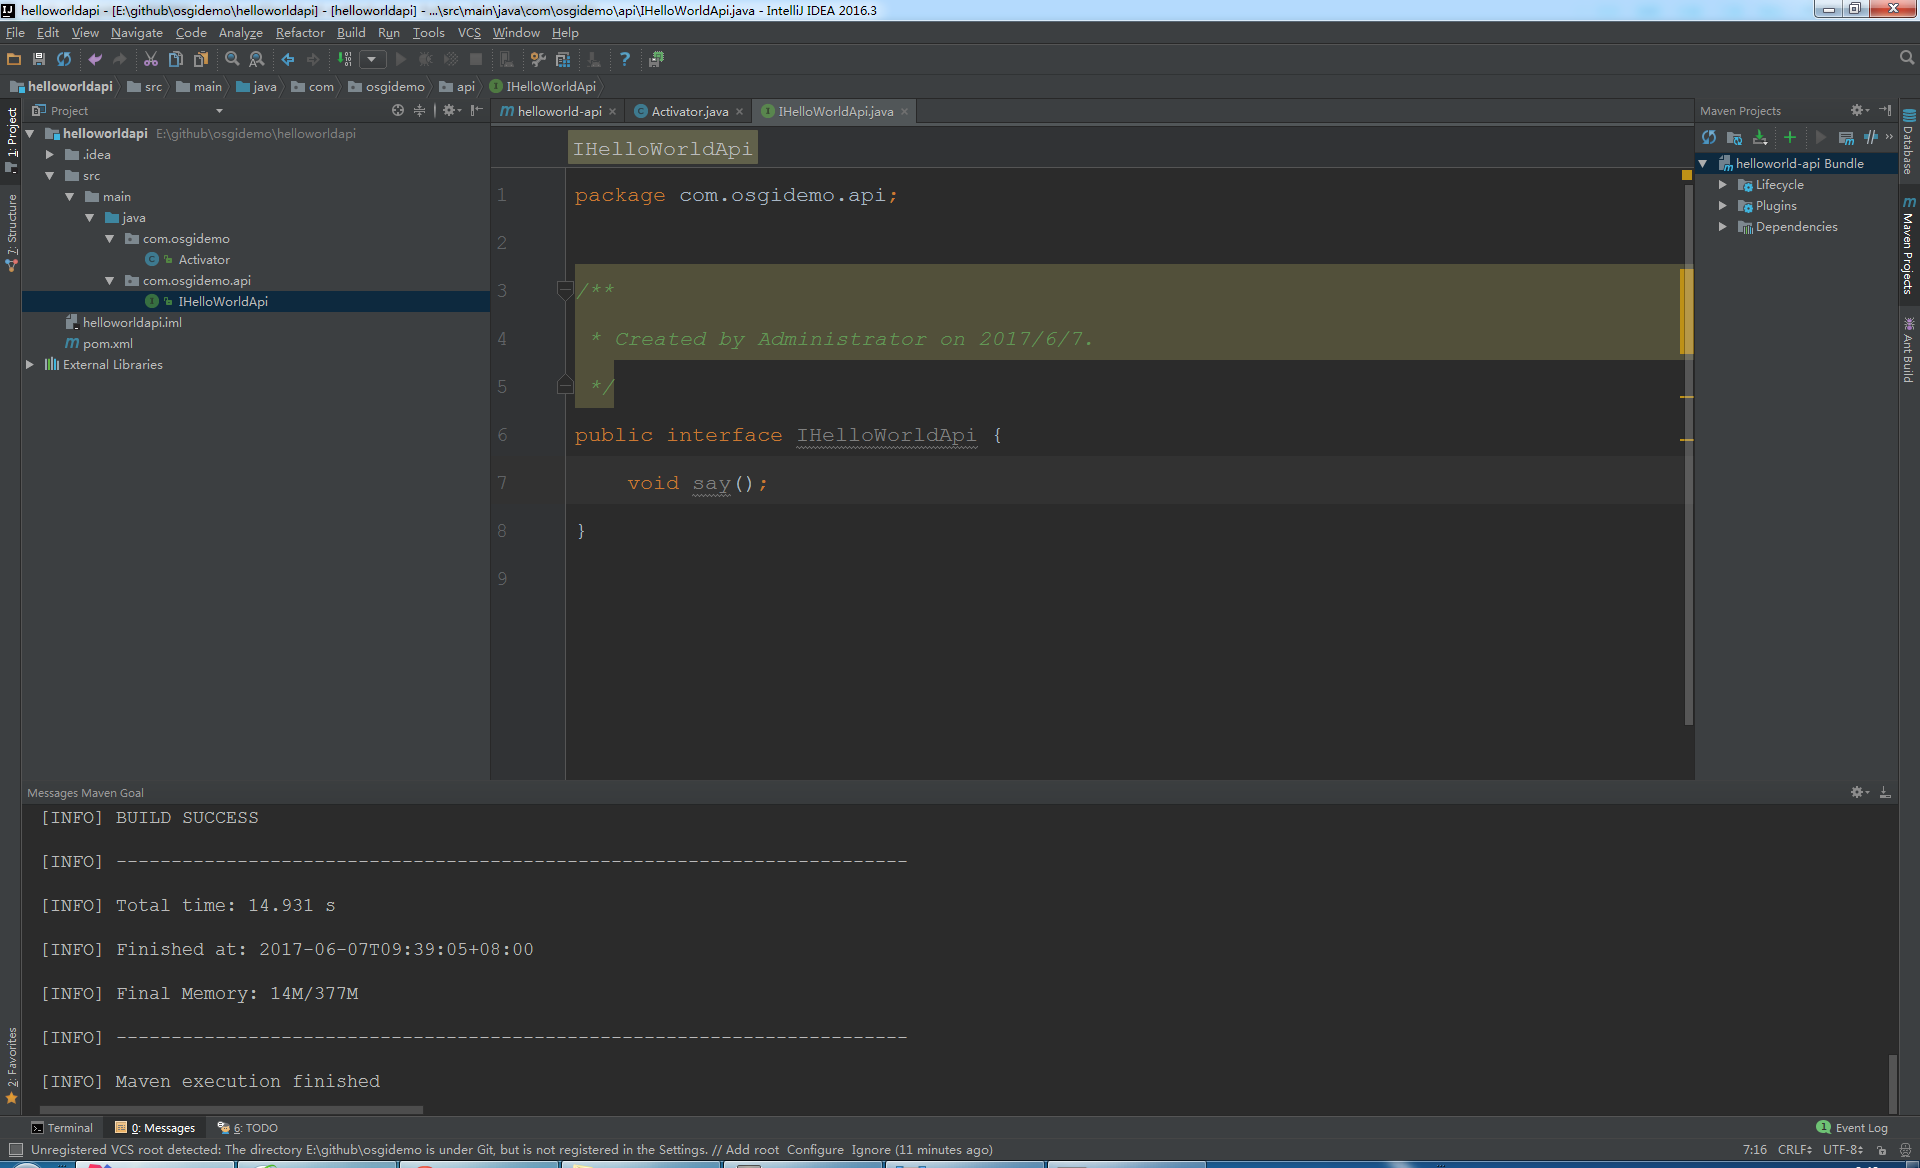 helloworldapi - [E:\github\osgidemo\helloworldapi] - [helloworldapi] - ...\src\main\java\com\osgidemo\api\IHelloWorldApi.java - IntelliJ IDEA 2016.3
File Edit View Navigate Code Analyze Refactor Build Run Tools VCS Window Help
helloworldapi src main java com osgidemo api IHelloWorldApi
Project
helloworld-api Activator.java IHelloWorldApi.java
Maven Projects
1: Project
7: Structure
2: Favorites
helloworldapi E:\github\osgidemo\helloworldapi
.idea
src
main
java
com.osgidemo
Activator
com.osgidemo.api
IHelloWorldApi
helloworldapi.iml
pom.xml
External Libraries
IHelloWorldApi
1 package com.osgidemo.api;
2
3 /**
4 * Created by Administrator on 2017/6/7.
5 */
6 public interface IHelloWorldApi {
7 void say();
8 }
9
helloworld-api Bundle
Lifecycle
Plugins
Dependencies
Database
Maven Projects
Ant Build
Messages Maven Goal
[INFO] BUILD SUCCESS
[INFO] ------------------------------------------------------------------------
[INFO] Total time: 14.931 s
[INFO] Finished at: 2017-06-07T09:39:05+08:00
[INFO] Final Memory: 14M/377M
[INFO] ------------------------------------------------------------------------
[INFO] Maven execution finished
Terminal 0: Messages 6: TODO 1 Event Log
Unregistered VCS root detected: The directory E:\github\osgidemo is under Git, but is not registered in the Settings. // Add root Configure Ignore (11 minutes ago) 7:16 CRLF UTF-8